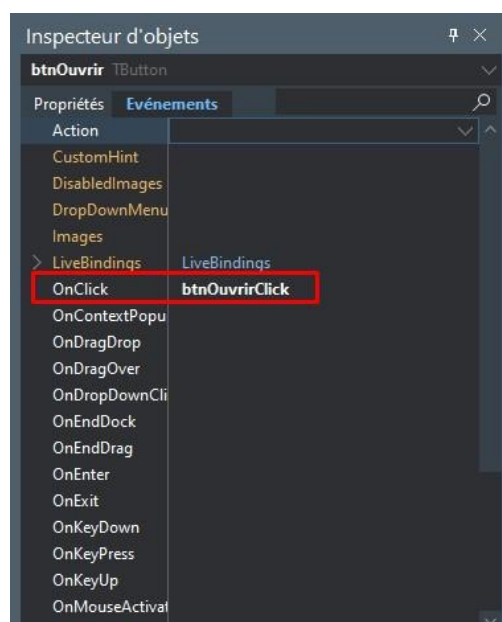 Inspecteur d'objets
btnOuvrir TButton
Propriétés Evénements
Action
CustomHint
DisabledImages
DropDownMenu
Images
LiveBindings LiveBindings
OnClick btnOuvrirClick
OnContextPopu
OnDragDrop
OnDragOver
OnDropDownCli
OnEndDock
OnEndDrag
OnEnter
OnExit
OnKeyDown
OnKeyPress
OnKeyUp
OnMouseActivat